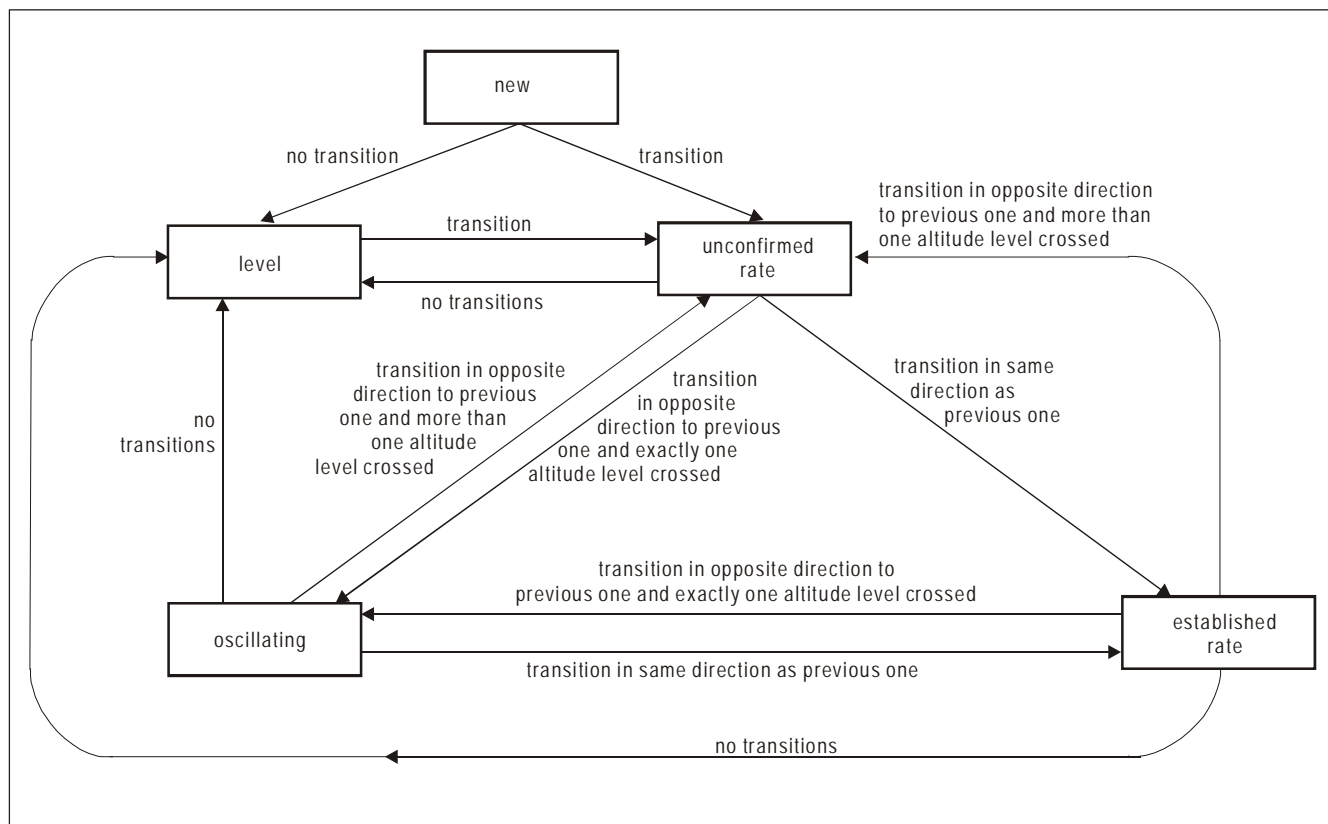 new
no transition
transition
transition in opposite direction
to previous one and more than
one altitude level crossed
transition
level
unconfirmed
rate
no transitions
transition in opposite
direction to previous
one and more than
one altitude
level crossed
transition
in opposite
direction to previous
one and exactly one
altitude level crossed
transition in same
direction as
previous one
no
transitions
transition in opposite direction to
previous one and exactly one altitude level crossed
oscillating
established
rate
transition in same direction as previous one
no transitions